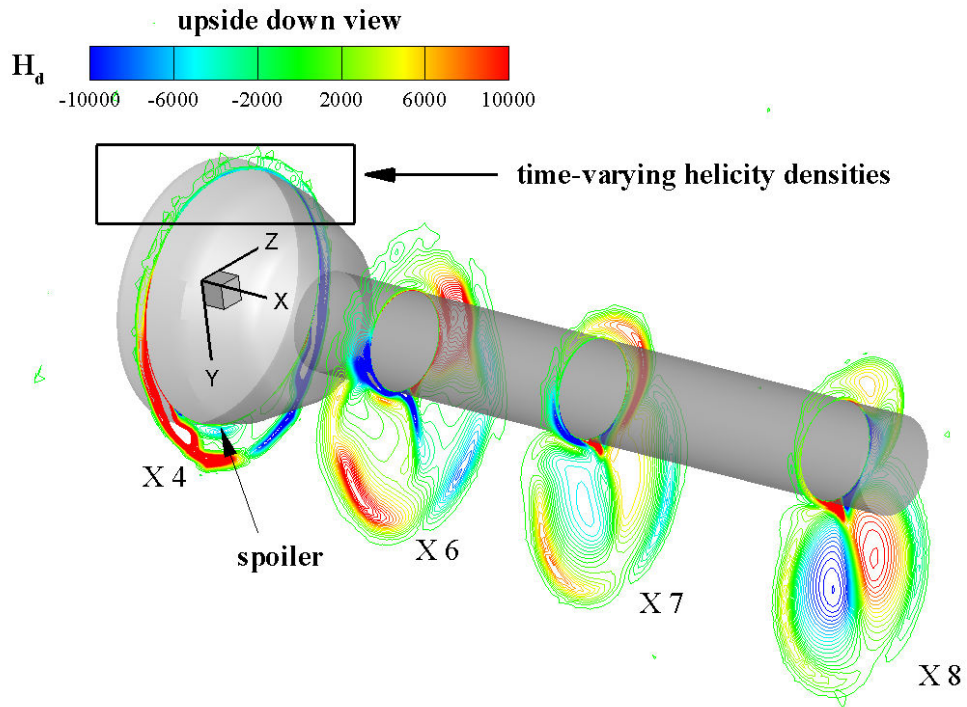 upside down view
H_d
-10000 -6000 -2000 2000 6000 10000
time-varying helicity densities
Z
X
Y
X 4
spoiler
X 6
X 7
X 8